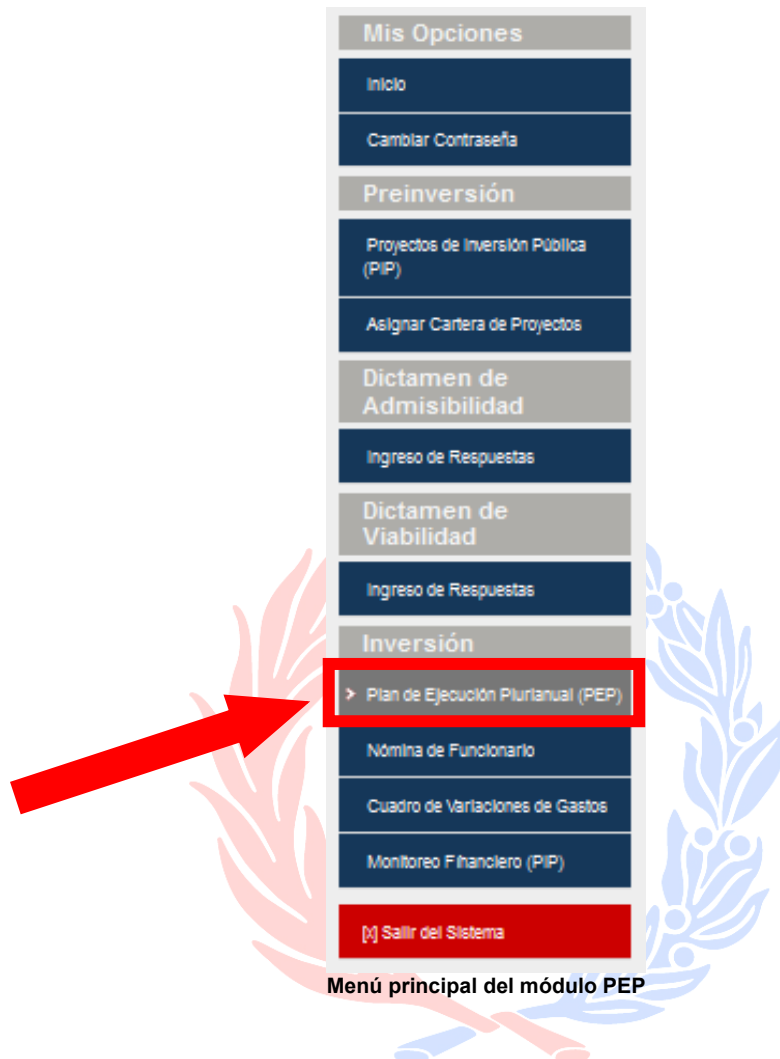 Mis Opciones
Inicio
Cambiar Contraseña
Preinversión
Proyectos de Inversión Pública
(PIP)
Asignar Cartera de Proyectos
Dictamen de
Admisibilidad
Ingreso de Respuestas
Dictamen de
Viabilidad
Ingreso de Respuestas
Inversión
> Plan de Ejecución Plurianual (PEP)
Nómina de Funcionario
Cuadro de Variaciones de Gastos
Monitoreo Fihanciero (PIP)
[x] Salir del Sistema
Menú principal del módulo PEP